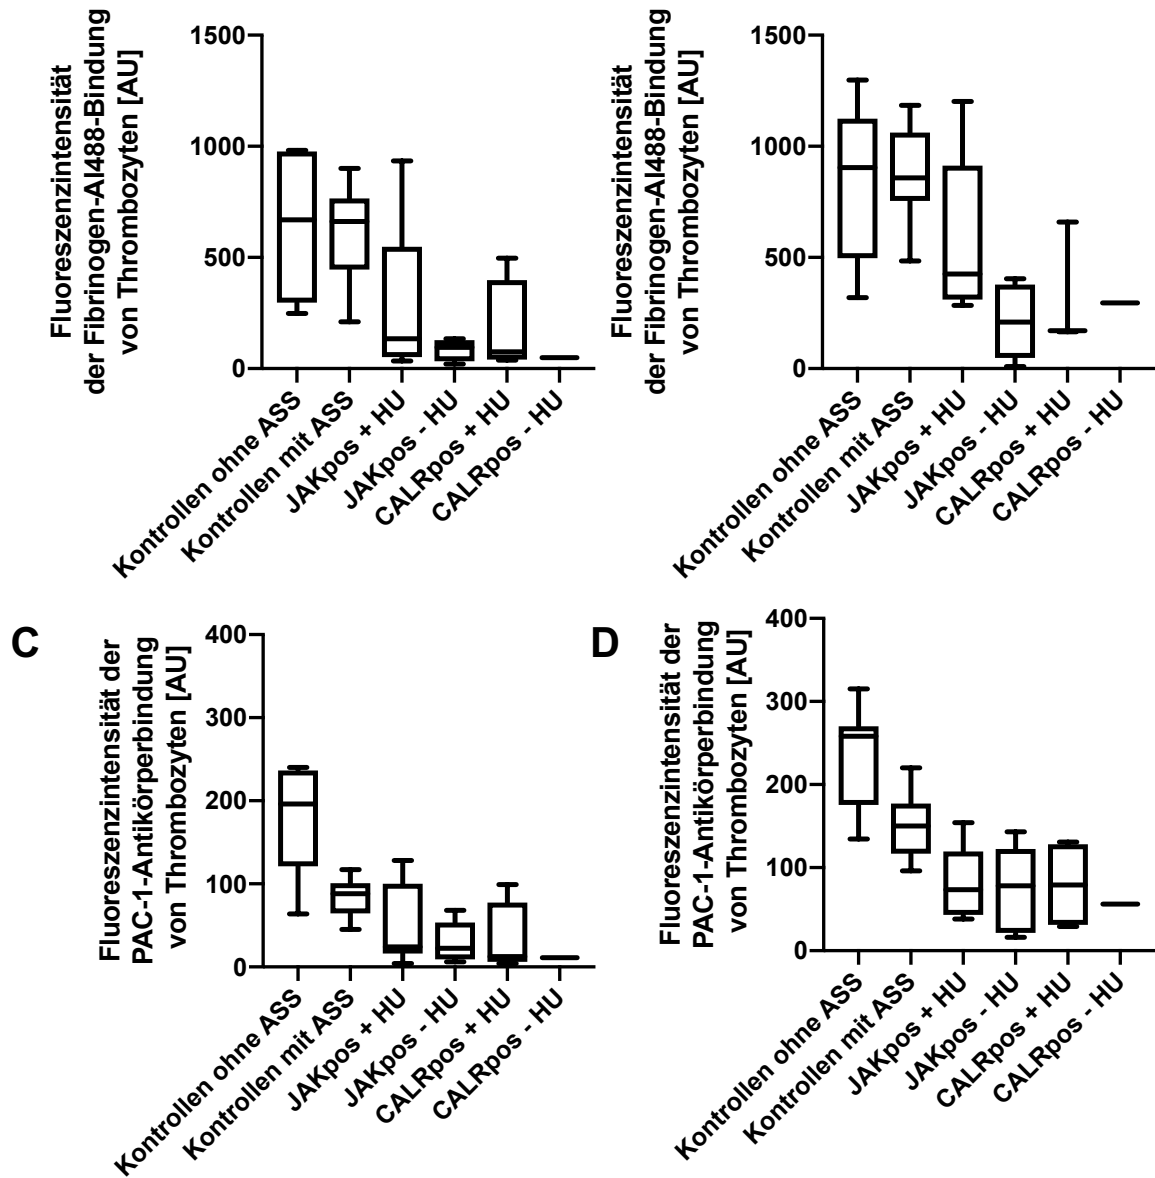 Fluoreszenzintensität
der Fibrinogen-Al488-Bindung
von Thrombozyten [AU]
1500
1000
500
0
Kontrollen ohne ASS
Kontrollen mit ASS
JAKpos + HU
JAKpos - HU
CALRpos + HU
CALRpos - HU
Fluoreszenzintensität
der Fibrinogen-Al488-Bindung
von Thrombozyten [AU]
1500
1000
500
0
Kontrollen ohne ASS
Kontrollen mit ASS
JAKpos + HU
JAKpos - HU
CALRpos + HU
CALRpos - HU
C
Fluoreszenzintensität der
PAC-1-Antikörperbindung
von Thrombozyten [AU]
400
300
200
100
0
Kontrollen ohne ASS
Kontrollen mit ASS
JAKpos + HU
JAKpos - HU
CALRpos + HU
CALRpos - HU
D
Fluoreszenzintensität der
PAC-1-Antikörperbindung
von Thrombozyten [AU]
400
300
200
100
0
Kontrollen ohne ASS
Kontrollen mit ASS
JAKpos + HU
JAKpos - HU
CALRpos + HU
CALRpos - HU